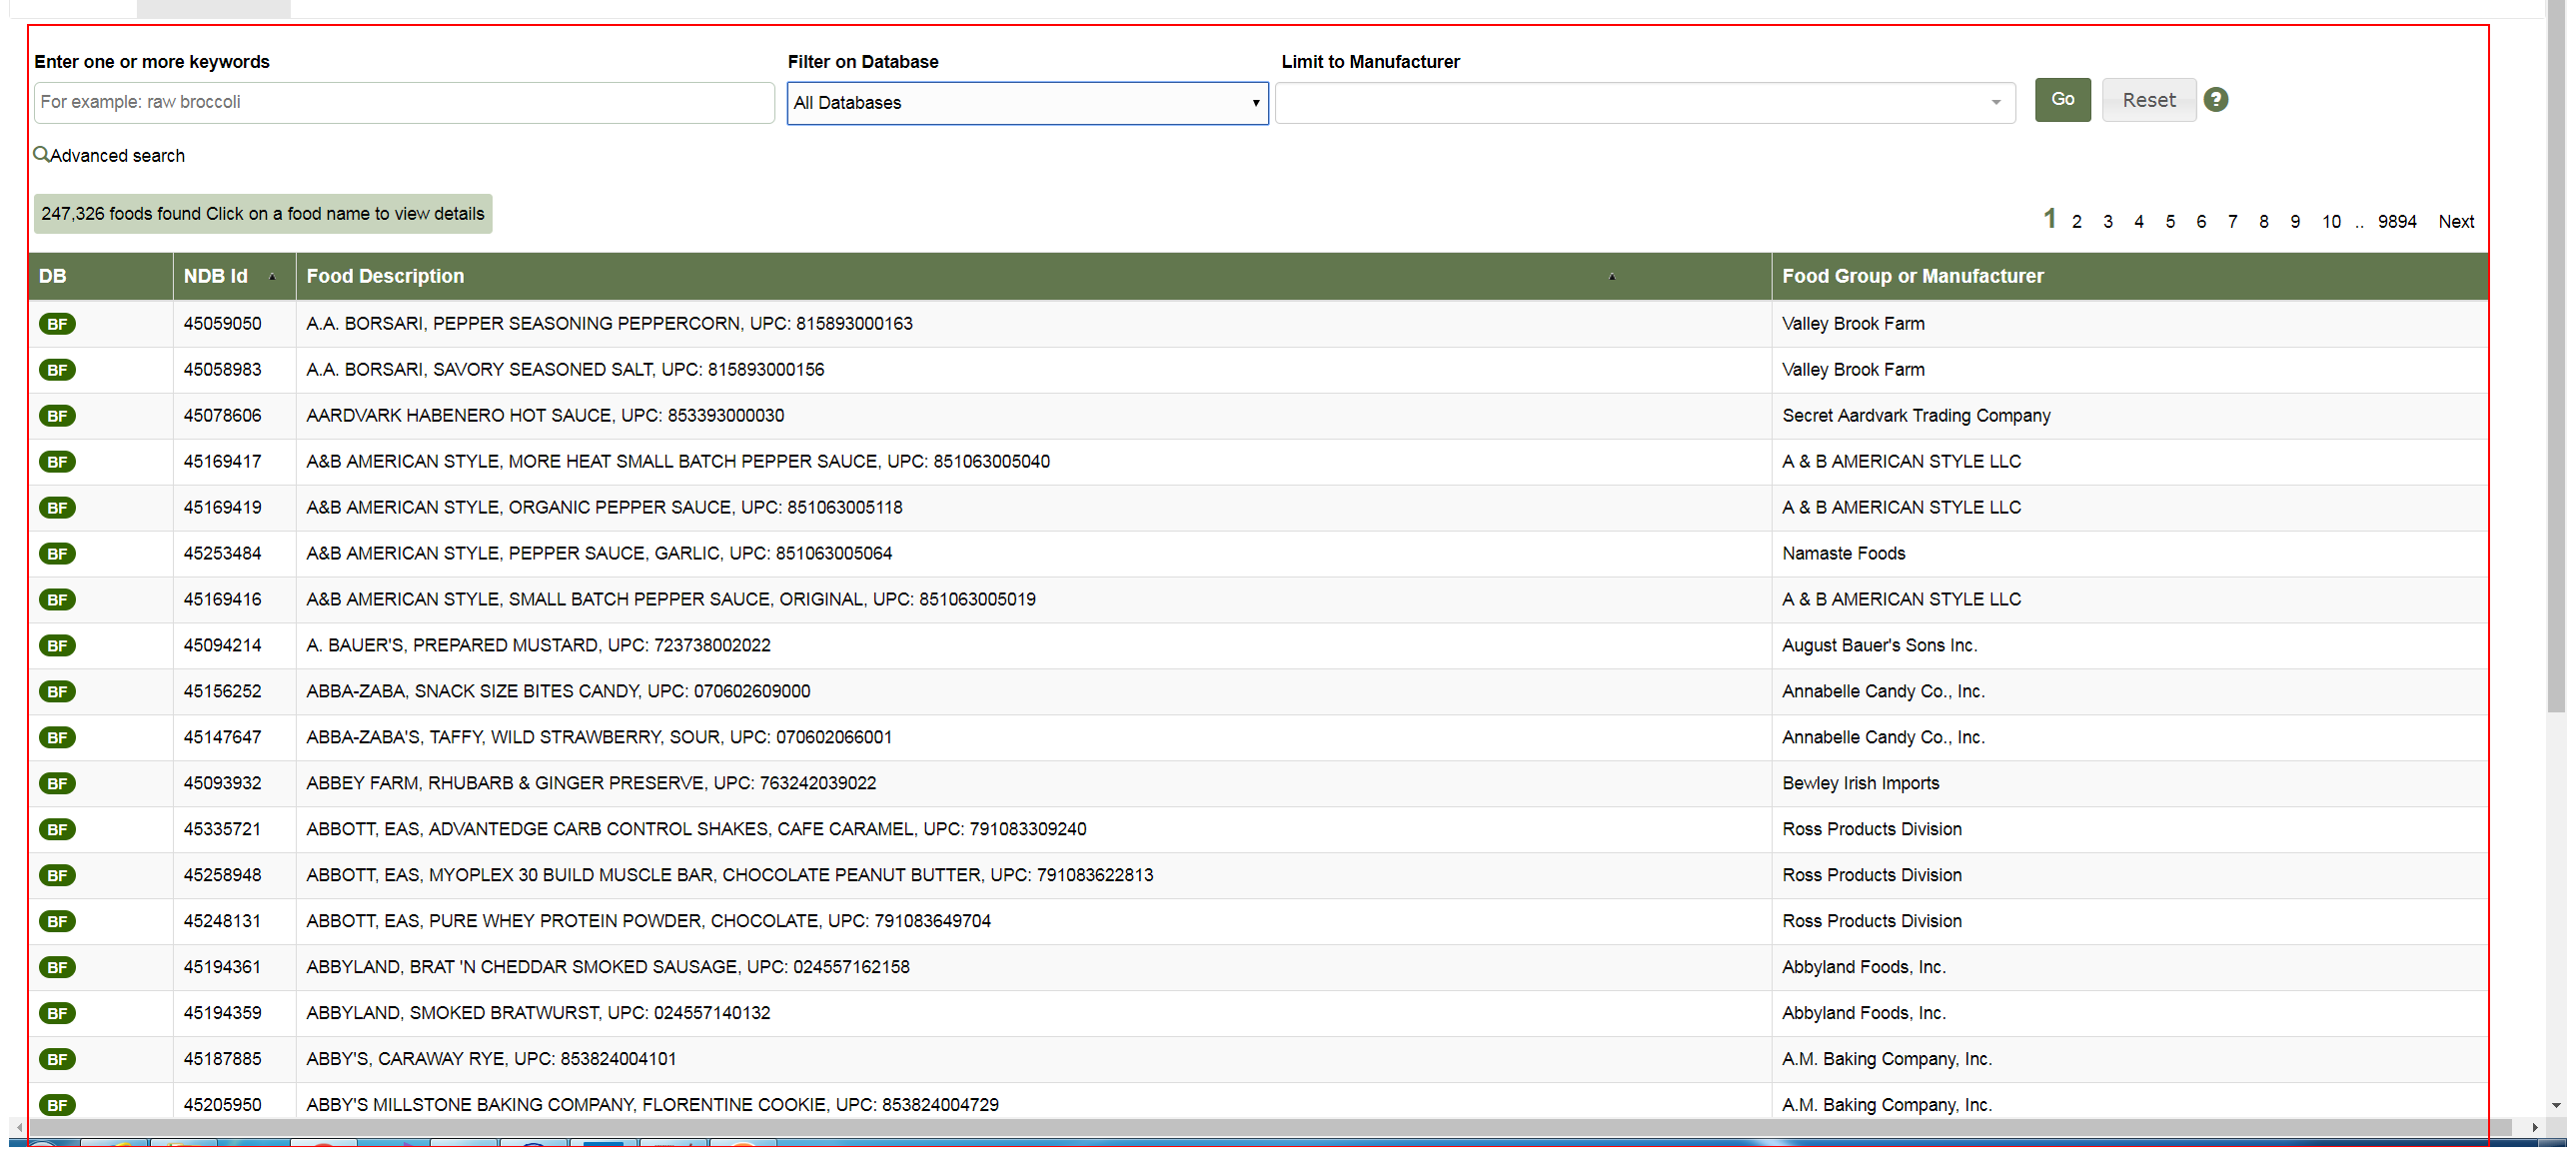 Enter one or more keywords Filter on Database Limit to Manufacturer
For example: raw broccoli All Databases Go Reset ?
Advanced search
247,326 foods found Click on a food name to view details 1 2 3 4 5 6 7 8 9 10 .. 9894 Next
DB NDB Id Food Description Food Group or Manufacturer
BF 45059050 A.A. BORSARI, PEPPER SEASONING PEPPERCORN, UPC: 815893000163 Valley Brook Farm
BF 45058983 A.A. BORSARI, SAVORY SEASONED SALT, UPC: 815893000156 Valley Brook Farm
BF 45078606 AARDVARK HABENERO HOT SAUCE, UPC: 853393000030 Secret Aardvark Trading Company
BF 45169417 A&B AMERICAN STYLE, MORE HEAT SMALL BATCH PEPPER SAUCE, UPC: 851063005040 A & B AMERICAN STYLE LLC
BF 45169419 A&B AMERICAN STYLE, ORGANIC PEPPER SAUCE, UPC: 851063005118 A & B AMERICAN STYLE LLC
BF 45253484 A&B AMERICAN STYLE, PEPPER SAUCE, GARLIC, UPC: 851063005064 Namaste Foods
BF 45169416 A&B AMERICAN STYLE, SMALL BATCH PEPPER SAUCE, ORIGINAL, UPC: 851063005019 A & B AMERICAN STYLE LLC
BF 45094214 A. BAUER'S, PREPARED MUSTARD, UPC: 723738002022 August Bauer's Sons Inc.
BF 45156252 ABBA-ZABA, SNACK SIZE BITES CANDY, UPC: 070602609000 Annabelle Candy Co., Inc.
BF 45147647 ABBA-ZABA'S, TAFFY, WILD STRAWBERRY, SOUR, UPC: 070602066001 Annabelle Candy Co., Inc.
BF 45093932 ABBEY FARM, RHUBARB & GINGER PRESERVE, UPC: 763242039022 Bewley Irish Imports
BF 45335721 ABBOTT, EAS, ADVANTEDGE CARB CONTROL SHAKES, CAFE CARAMEL, UPC: 791083309240 Ross Products Division
BF 45258948 ABBOTT, EAS, MYOPLEX 30 BUILD MUSCLE BAR, CHOCOLATE PEANUT BUTTER, UPC: 791083622813 Ross Products Division
BF 45248131 ABBOTT, EAS, PURE WHEY PROTEIN POWDER, CHOCOLATE, UPC: 791083649704 Ross Products Division
BF 45194361 ABBYLAND, BRAT 'N CHEDDAR SMOKED SAUSAGE, UPC: 024557162158 Abbyland Foods, Inc.
BF 45194359 ABBYLAND, SMOKED BRATWURST, UPC: 024557140132 Abbyland Foods, Inc.
BF 45187885 ABBY'S, CARAWAY RYE, UPC: 853824004101 A.M. Baking Company, Inc.
BF 45205950 ABBY'S MILLSTONE BAKING COMPANY, FLORENTINE COOKIE, UPC: 853824004729 A.M. Baking Company, Inc.